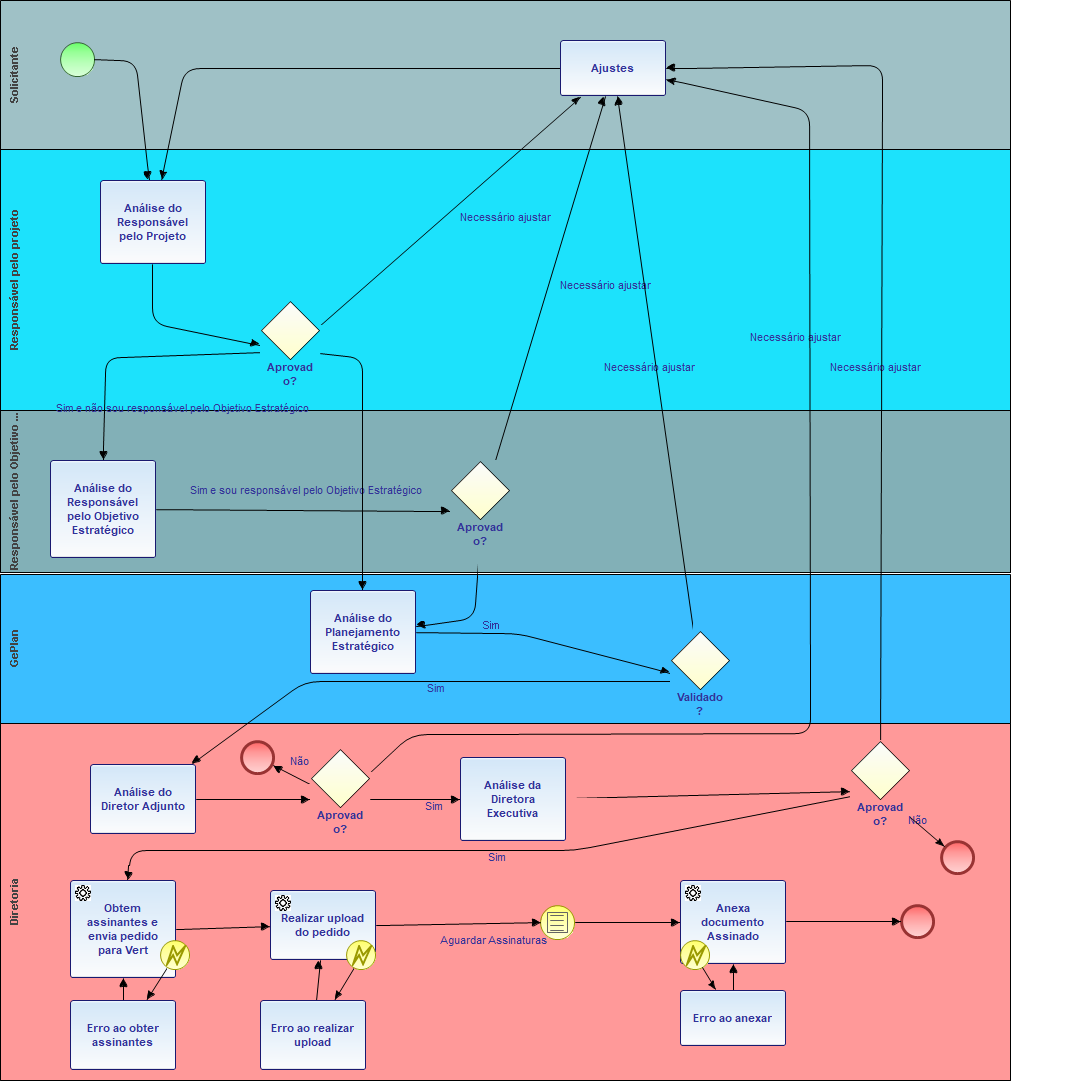 Solicitante
Ajustes
Responsável pelo projeto
Análise do
Responsável
pelo Projeto
Necessário ajustar
Necessário ajustar
Necessário ajustar
Necessário ajustar
Necessário ajustar
Aprovad
o?
Sim e não sou responsável pelo Objetivo Estratégico
Responsável pelo Objetivo ...
Análise do
Responsável
pelo Objetivo
Estratégico
Sim e sou responsável pelo Objetivo Estratégico
Aprovad
o?
GePlan
Análise do
Planejamento
Estratégico
Sim
Sim
Validado
?
Diretoria
Análise do
Diretor Adjunto
Não
Aprovad
o?
Sim
Análise da
Diretora
Executiva
Aprovad
o?
Não
Sim
Obtem
assinantes e
envia pedido
para Vert
Realizar upload
do pedido
Aguardar Assinaturas
Anexa
documento
Assinado
Erro ao obter
assinantes
Erro ao realizar
upload
Erro ao anexar